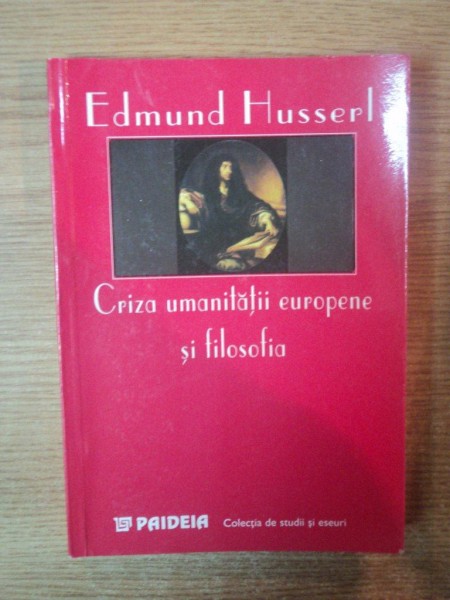 Edmund Husserl
Criza umanității europene
și filosofia
PAIDEIA Colecția de studii și eseuri